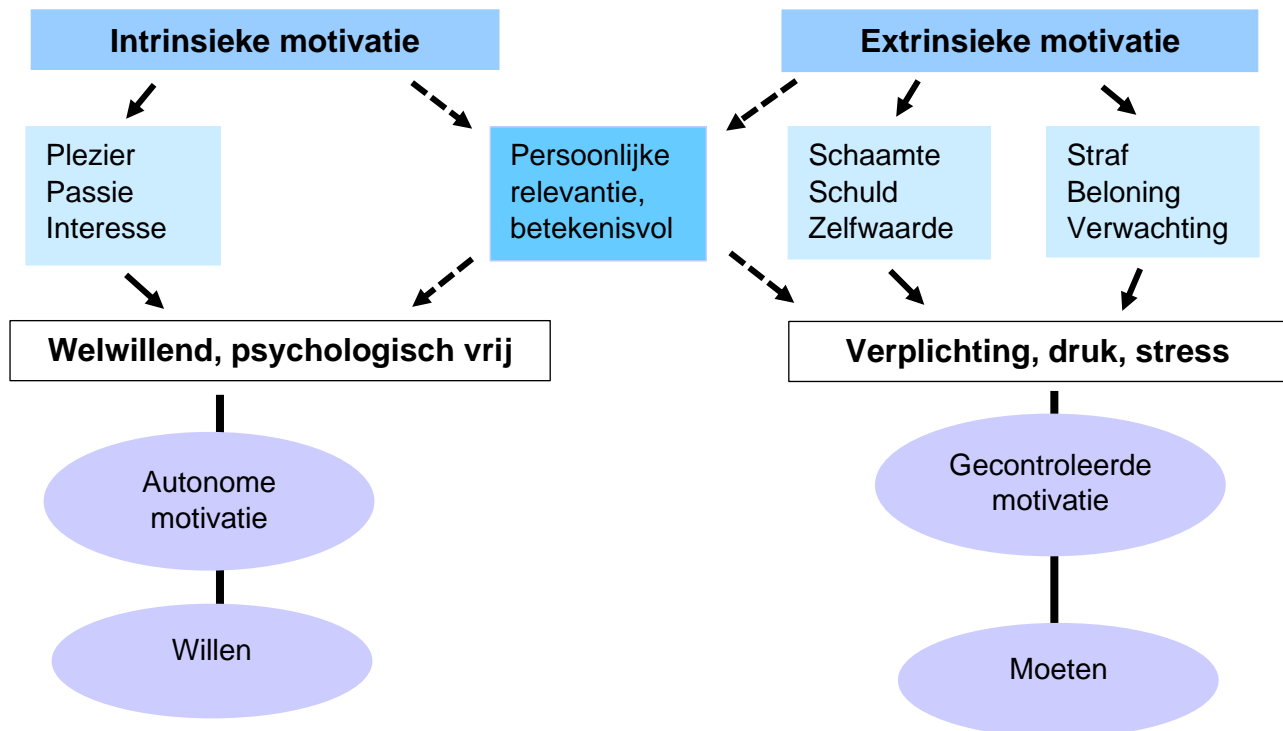 Intrinsieke motivatie
Extrinsieke motivatie
Plezier
Passie
Interesse
Persoonlijke
relevantie,
betekenisvol
Schaamte
Schuld
Zelfwaarde
Straf
Beloning
Verwachting
Welwillend, psychologisch vrij
Verplichting, druk, stress
Autonome
motivatie
Gecontroleerde
motivatie
Willen
Moeten